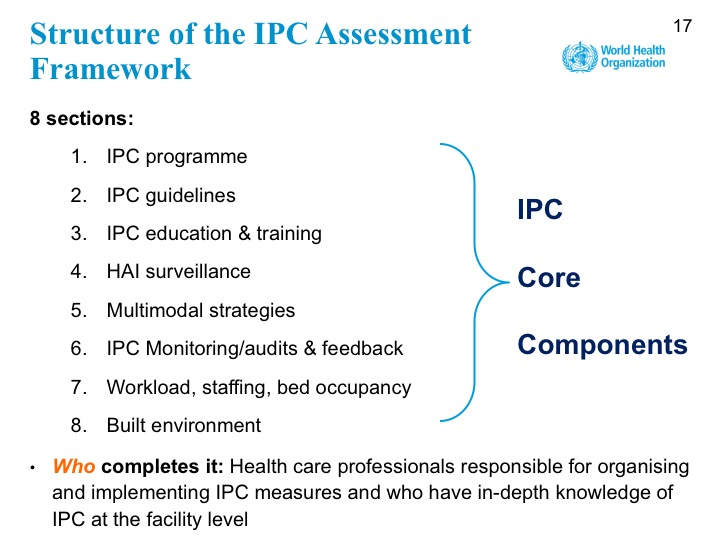 Structure of the IPC Assessment
Framework
17
World Health
Organization
8 sections:
1. IPC programme
2. IPC guidelines
3. IPC education & training
4. HAI surveillance
5. Multimodal strategies
6. IPC Monitoring/audits & feedback
7. Workload, staffing, bed occupancy
8. Built environment
IPC
Core
Components
• Who completes it: Health care professionals responsible for organising
and implementing IPC measures and who have in-depth knowledge of
IPC at the facility level